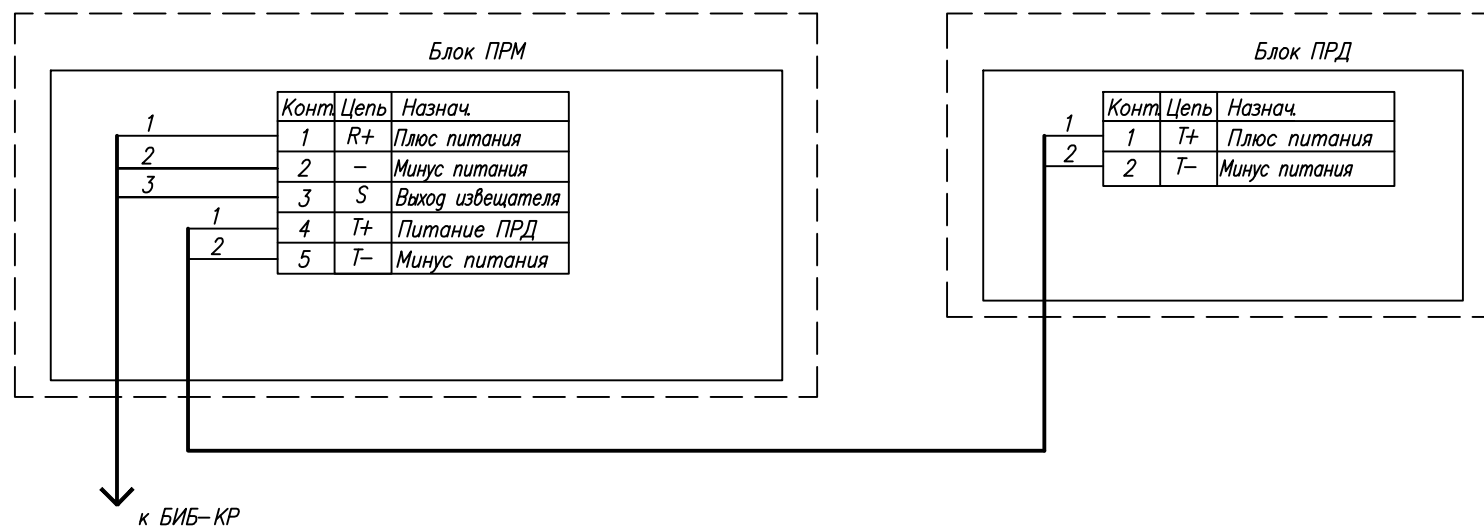 Блок ПРМ
Конт. Цепь Назнач.
1 1 R+ Плюс питания
2 2 – Минус питания
3 3 S Выход извещателя
1 4 T+ Питание ПРД
2 5 T– Минус питания
Блок ПРД
Конт. Цепь Назнач.
1 1 T+ Плюс питания
2 2 T– Минус питания
к БИБ–КР